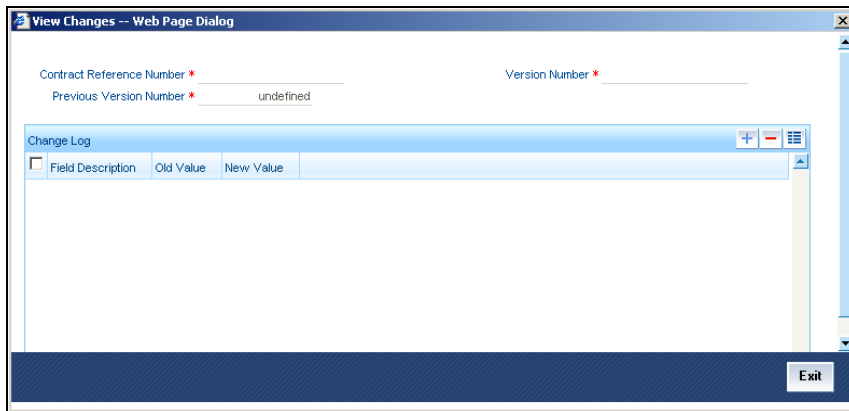 View Changes -- Web Page Dialog
Contract Reference Number * Version Number *
Previous Version Number * undefined
Change Log
Field Description Old Value New Value
Exit